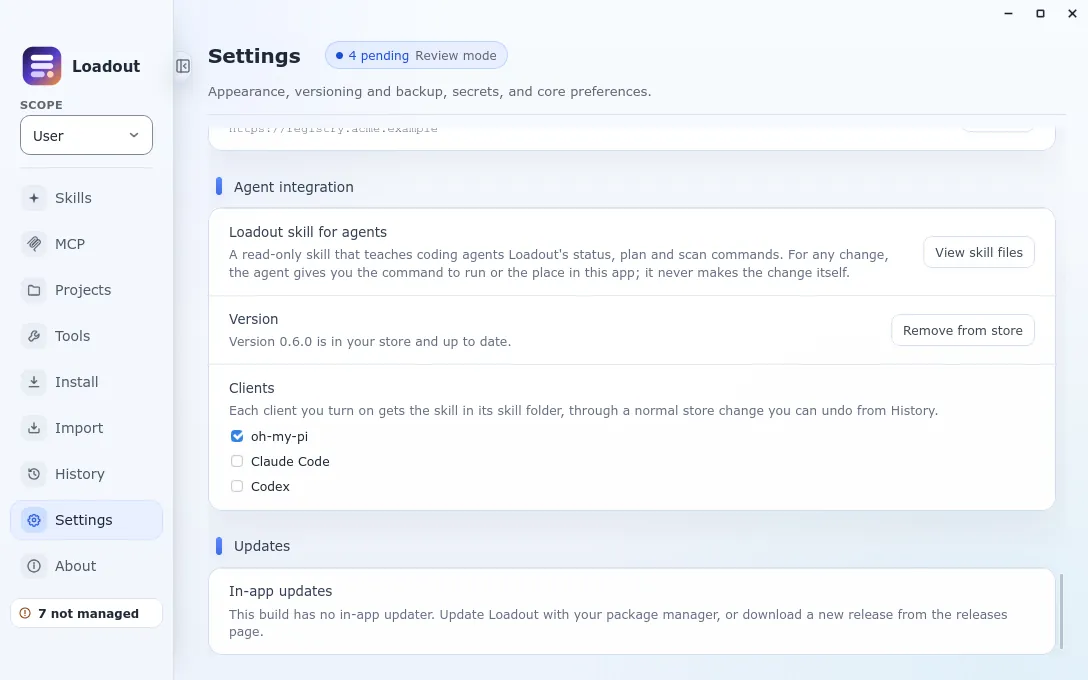 Loadout
SCOPE
User
Skills
MCP
Projects
Tools
Install
Import
History
Settings
About
7 not managed
Settings
4 pending Review mode
Appearance, versioning and backup, secrets, and core preferences.
https://registry.acme.example
Agent integration
Loadout skill for agents
A read-only skill that teaches coding agents Loadout's status, plan and scan commands. For any change,
the agent gives you the command to run or the place in this app; it never makes the change itself.
View skill files
Version
Version 0.6.0 is in your store and up to date.
Remove from store
Clients
Each client you turn on gets the skill in its skill folder, through a normal store change you can undo from History.
oh-my-pi
Claude Code
Codex
Updates
In-app updates
This build has no in-app updater. Update Loadout with your package manager, or download a new release from the releases
page.